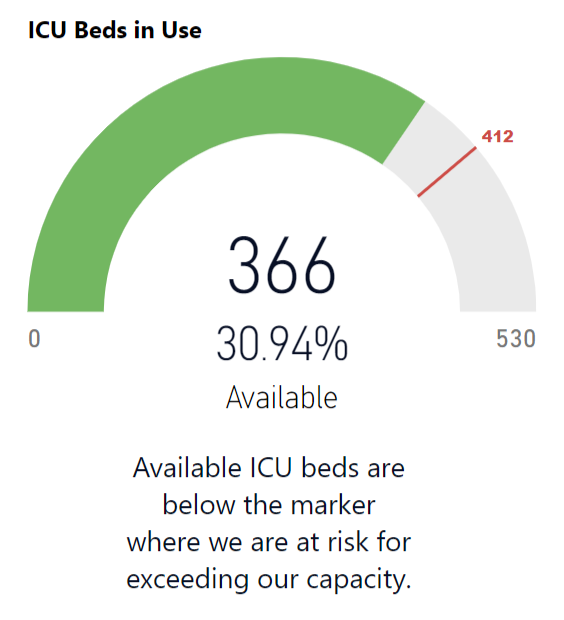 ICU Beds in Use
412
366
0
30.94%
530
Available
Available ICU beds are
below the marker
where we are at risk for
exceeding our capacity.